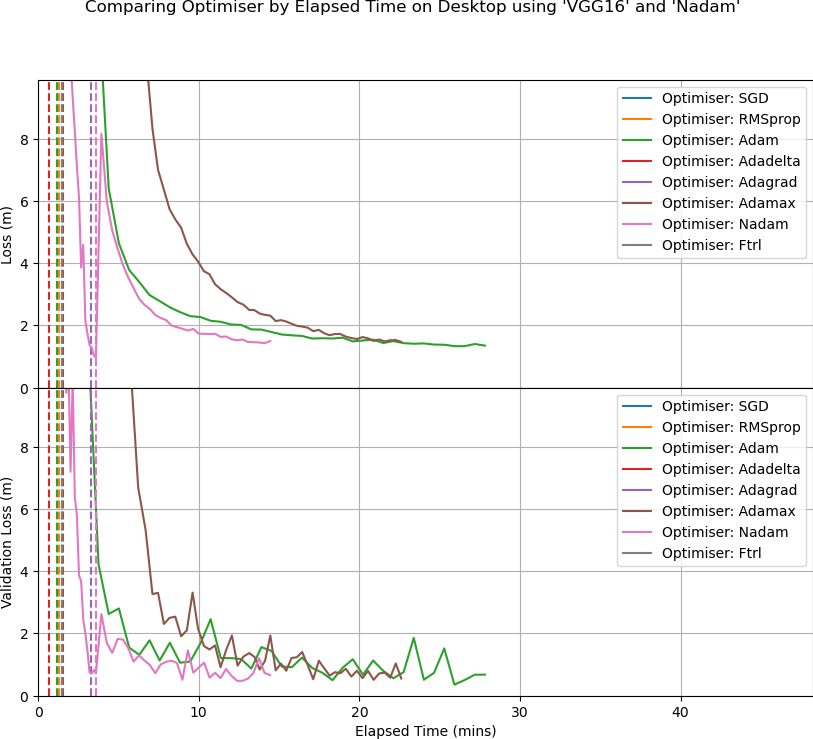 Comparing Optimiser by Elapsed Time on Desktop using 'VGG16' and 'Nadam'
Loss (m)
8
6
4
2
0
Optimiser: SGD
Optimiser: RMSprop
Optimiser: Adam
Optimiser: Adadelta
Optimiser: Adagrad
Optimiser: Adamax
Optimiser: Nadam
Optimiser: Ftrl
Validation Loss (m)
8
6
4
2
0
Optimiser: SGD
Optimiser: RMSprop
Optimiser: Adam
Optimiser: Adadelta
Optimiser: Adagrad
Optimiser: Adamax
Optimiser: Nadam
Optimiser: Ftrl
0 10 20 30 40
Elapsed Time (mins)